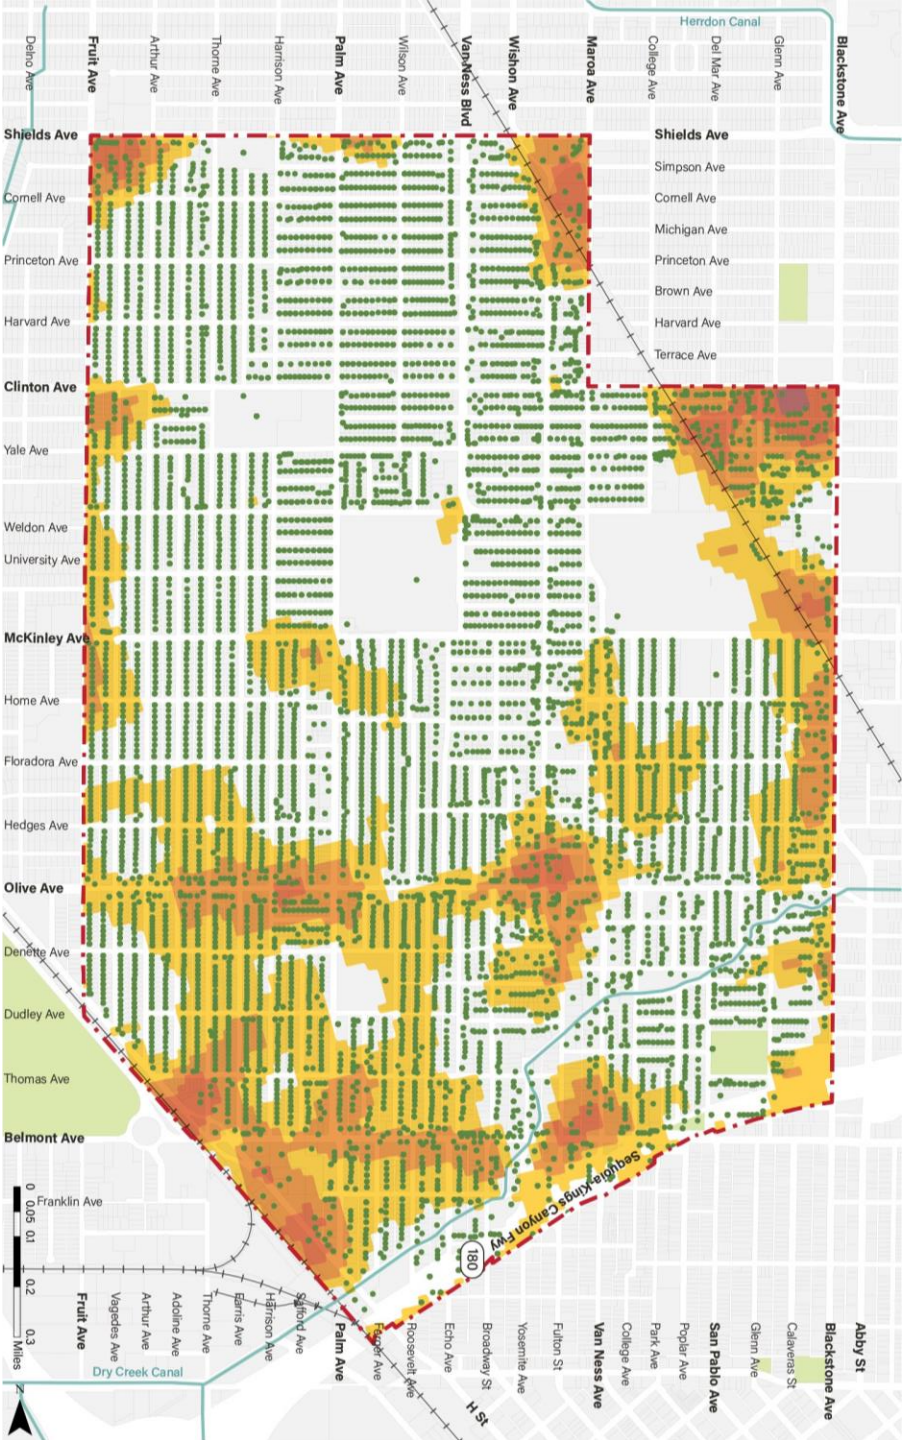 Herrdon Canal
Delno Ave
Fruit Ave
Arthur Ave
Thorne Ave
Harrison Ave
Palm Ave
Wilson Ave
Van Ness Blvd
Wishon Ave
Maroa Ave
College Ave
Del Mar Ave
Glenn Ave
Blackstone Ave
Shields Ave
Shields Ave
Simpson Ave
Cornell Ave
Cornell Ave
Michigan Ave
Princeton Ave
Princeton Ave
Brown Ave
Harvard Ave
Harvard Ave
Terrace Ave
Clinton Ave
Yale Ave
Weldon Ave
University Ave
McKinley Ave
Home Ave
Floradora Ave
Hedges Ave
Olive Ave
Denette Ave
Dudley Ave
Thomas Ave
Belmont Ave
Sequoia-Kings Canyon Fwy
180
Franklin Ave
0 0.05 0.1 0.2 0.3
Miles
Fruit Ave
Vagedes Ave
Arthur Ave
Adoline Ave
Thorne Ave
Farris Ave
Harrison Ave
Safford Ave
Palm Ave
Ferger Ave
Roosevelt Ave
Echo Ave
Broadway St
Yosemite Ave
Fulton St
Van Ness Ave
College Ave
Park Ave
Poplar Ave
San Pablo Ave
Glenn Ave
Calaveras St
Blackstone Ave
Abby St
Dry Creek Canal
H St
N